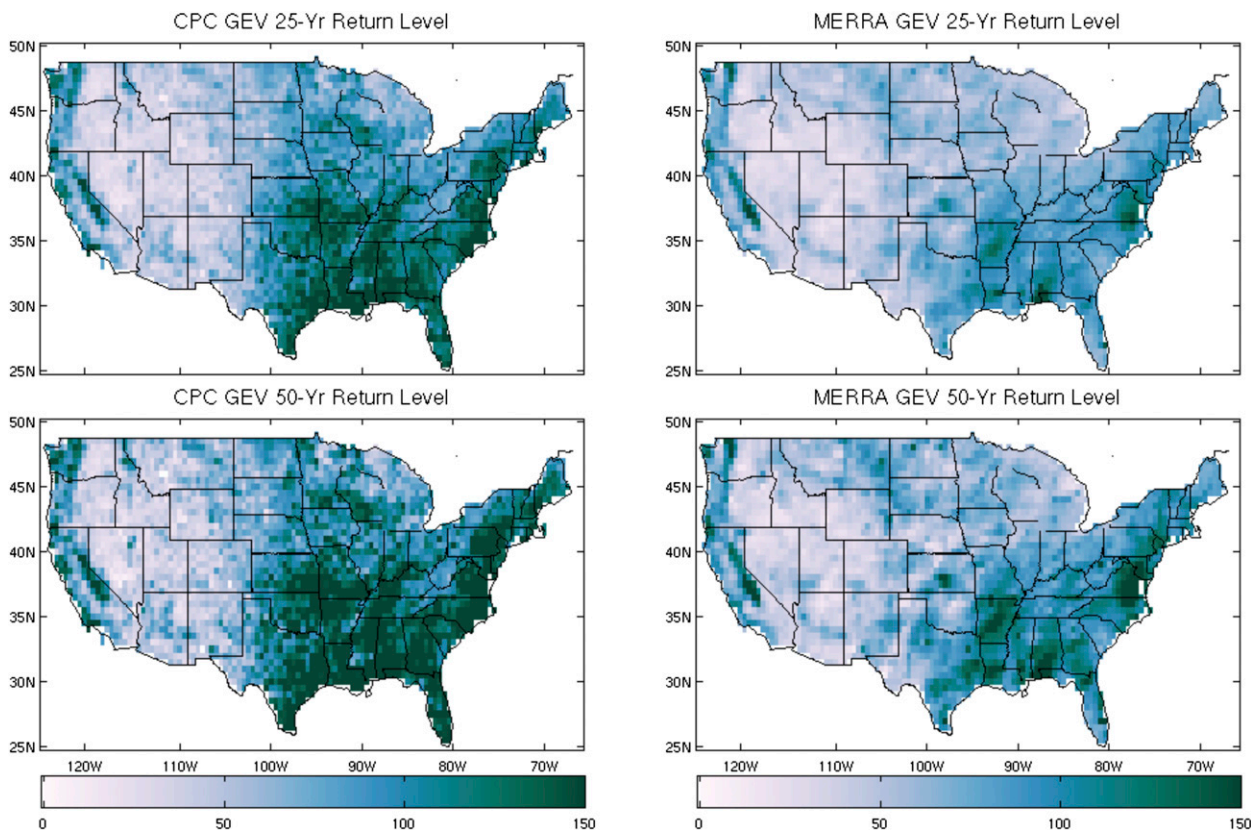 CPC GEV 25-Yr Return Level
MERRA GEV 25-Yr Return Level
50N
45N
40N
35N
30N
25N
50N
45N
40N
35N
30N
25N
CPC GEV 50-Yr Return Level
MERRA GEV 50-Yr Return Level
50N
45N
40N
35N
30N
25N
50N
45N
40N
35N
30N
25N
120W 110W 100W 90W 80W 70W
120W 110W 100W 90W 80W 70W
0 50 100 150
0 50 100 150